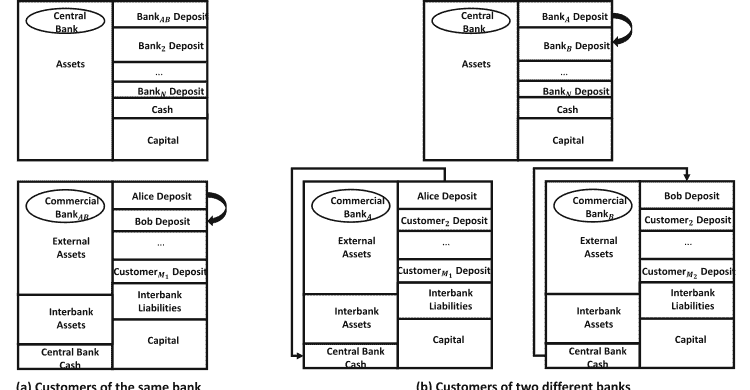 Central
Bank
Assets
Bank_AB Deposit
Bank_2 Deposit
...
Bank_N Deposit
Cash
Capital
Central
Bank
Assets
Bank_A Deposit
Bank_B Deposit
...
Bank_N Deposit
Cash
Capital
Commercial
Bank_AB
External
Assets
Interbank
Assets
Central Bank
Cash
Alice Deposit
Bob Deposit
...
Customer_M_1 Deposit
Interbank
Liabilities
Capital
Commercial
Bank_A
External
Assets
Interbank
Assets
Central Bank
Cash
Alice Deposit
Customer_2 Deposit
...
Customer_M_1 Deposit
Interbank
Liabilities
Capital
Commercial
Bank_B
External
Assets
Interbank
Assets
Central Bank
Cash
Bob Deposit
Customer_2 Deposit
...
Customer_M_2 Deposit
Interbank
Liabilities
Capital
(a) Customers of the same bank
(b) Customers of two different banks